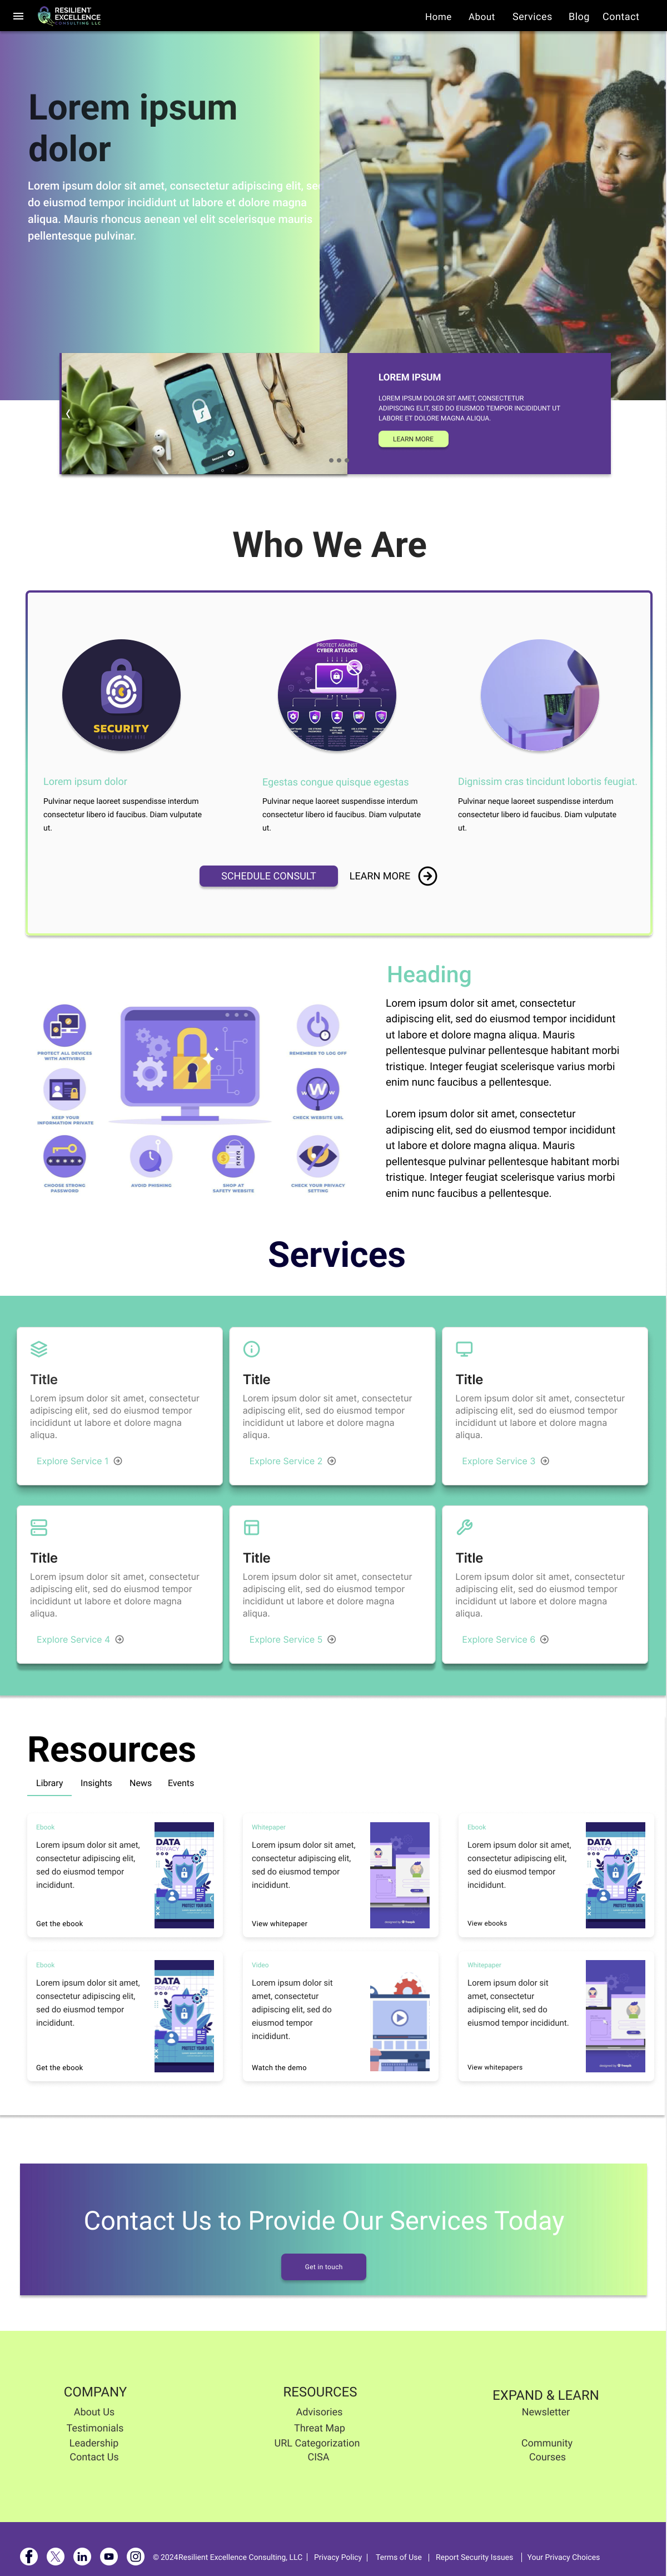 RESILIENT
EXCELLENCE
CONSULTING LLC
Home About Services Blog Contact
Lorem ipsum
dolor
Lorem ipsum dolor sit amet, consectetur adipiscing elit, sed
do eiusmod tempor incididunt ut labore et dolore magna
aliqua. Mauris rhoncus aenean vel elit scelerisque mauris
pellentesque pulvinar.
LOREM IPSUM
LOREM IPSUM DOLOR SIT AMET, CONSECTETUR
ADIPISCING ELIT, SED DO EIUSMOD TEMPOR INCIDIDUNT UT
LABORE ET DOLORE MAGNA ALIQUA.
LEARN MORE
Who We Are
SECURITY
PROTECT AGAINST
CYBER ATTACKS
Lorem ipsum dolor
Pulvinar neque laoreet suspendisse interdum
consectetur libero id faucibus. Diam vulputate
ut.
Egestas congue quisque egestas
Pulvinar neque laoreet suspendisse interdum
consectetur libero id faucibus. Diam vulputate
ut.
Dignissim cras tincidunt lobortis feugiat.
Pulvinar neque laoreet suspendisse interdum
consectetur libero id faucibus. Diam vulputate
ut.
SCHEDULE CONSULT LEARN MORE
PROTECT ALL DEVICES
WITH ANTIVIRUS
REMEMBER TO LOG OFF
KEEP YOUR
INFORMATION PRIVATE
W
CHECK WEBSITE URL
CHOOSE STRONG
PASSWORD
AVOID PHISHING
SHOP AT
SAFETY WEBSITE
CHECK YOUR PRIVACY
SETTING
Heading
Lorem ipsum dolor sit amet, consectetur
adipiscing elit, sed do eiusmod tempor incididunt
ut labore et dolore magna aliqua. Mauris
pellentesque pulvinar pellentesque habitant morbi
tristique. Integer feugiat scelerisque varius morbi
enim nunc faucibus a pellentesque.
Lorem ipsum dolor sit amet, consectetur
adipiscing elit, sed do eiusmod tempor incididunt
ut labore et dolore magna aliqua. Mauris
pellentesque pulvinar pellentesque habitant morbi
tristique. Integer feugiat scelerisque varius morbi
enim nunc faucibus a pellentesque.
Services
Title
Lorem ipsum dolor sit amet, consectetur
adipiscing elit, sed do eiusmod tempor
incididunt ut labore et dolore magna
aliqua.
Explore Service 1
Title
Lorem ipsum dolor sit amet, consectetur
adipiscing elit, sed do eiusmod tempor
incididunt ut labore et dolore magna
aliqua.
Explore Service 2
Title
Lorem ipsum dolor sit amet, consectetur
adipiscing elit, sed do eiusmod tempor
incididunt ut labore et dolore magna
aliqua.
Explore Service 3
Title
Lorem ipsum dolor sit amet, consectetur
adipiscing elit, sed do eiusmod tempor
incididunt ut labore et dolore magna
aliqua.
Explore Service 4
Title
Lorem ipsum dolor sit amet, consectetur
adipiscing elit, sed do eiusmod tempor
incididunt ut labore et dolore magna
aliqua.
Explore Service 5
Title
Lorem ipsum dolor sit amet, consectetur
adipiscing elit, sed do eiusmod tempor
incididunt ut labore et dolore magna
aliqua.
Explore Service 6
Resources
Library Insights News Events
Ebook
Lorem ipsum dolor sit amet,
consectetur adipiscing elit,
sed do eiusmod tempor
incididunt.
Get the ebook
DATA
PRIVACY
PROTECT YOUR DATA
Whitepaper
Lorem ipsum dolor sit amet,
consectetur adipiscing elit,
sed do eiusmod tempor
incididunt.
View whitepaper
designed by freepik
Ebook
Lorem ipsum dolor sit amet,
consectetur adipiscing elit,
sed do eiusmod tempor
incididunt.
View ebooks
DATA
PRIVACY
PROTECT YOUR DATA
Ebook
Lorem ipsum dolor sit amet,
consectetur adipiscing elit,
sed do eiusmod tempor
incididunt.
Get the ebook
DATA
PRIVACY
PROTECT YOUR DATA
Video
Lorem ipsum dolor sit
amet, consectetur
adipiscing elit, sed do
eiusmod tempor
incididunt.
Watch the demo
Whitepaper
Lorem ipsum dolor sit
amet, consectetur
adipiscing elit, sed do
eiusmod tempor incididunt.
View whitepapers
designed by freepik
Contact Us to Provide Our Services Today
Get in touch
COMPANY
About Us
Testimonials
Leadership
Contact Us
RESOURCES
Advisories
Threat Map
URL Categorization
CISA
EXPAND & LEARN
Newsletter
Community
Courses
© 2024Resilient Excellence Consulting, LLC | Privacy Policy | Terms of Use | Report Security Issues | Your Privacy Choices